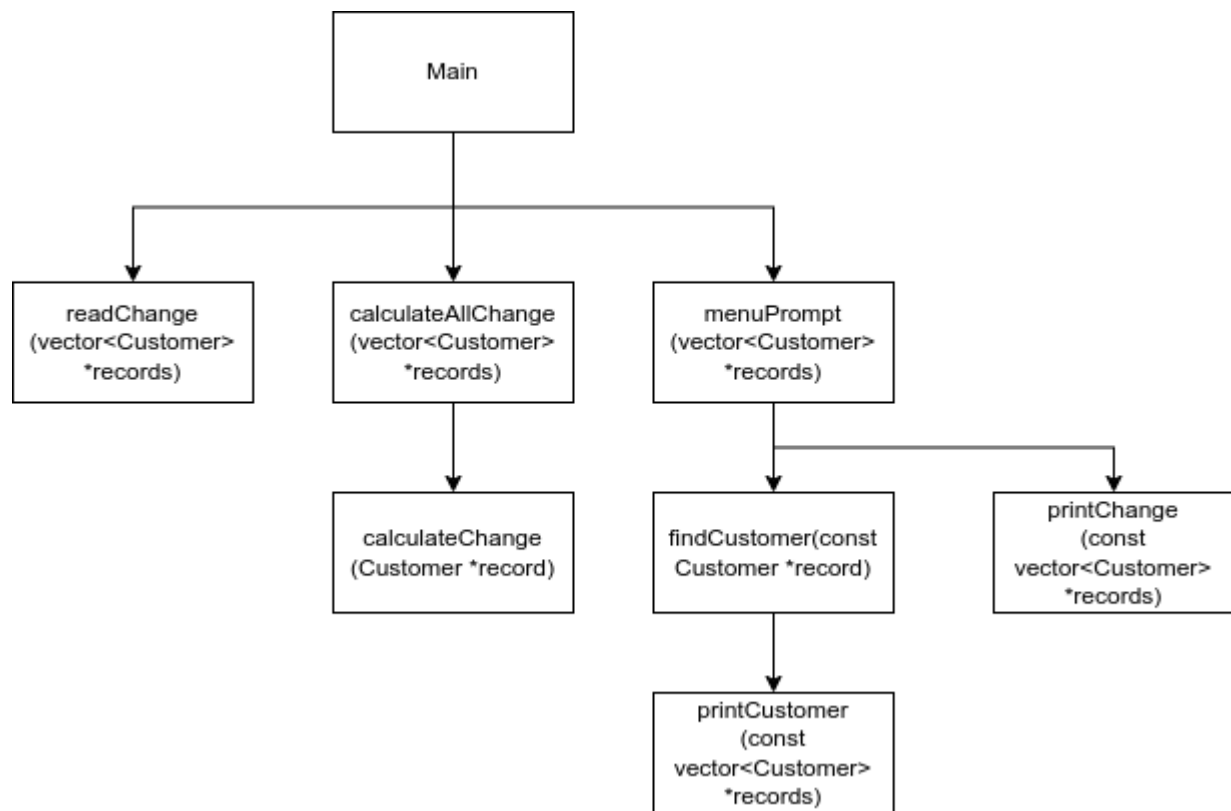 Main
readChange
(vector<Customer>
*records)
calculateAllChange
(vector<Customer>
*records)
menuPrompt
(vector<Customer>
*records)
calculateChange
(Customer *record)
findCustomer(const
Customer *record)
printChange
(const
vector<Customer>
*records)
printCustomer
(const
vector<Customer>
*records)